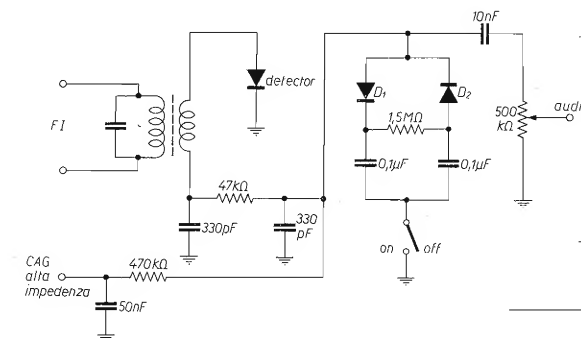 10nF
detector
FI
D1
D2
1,5MΩ
500
kΩ
47kΩ
0,1µF
0,1µF
330pF
330
pF
on
off
CAG
alta
impedenza
470kΩ
50nF